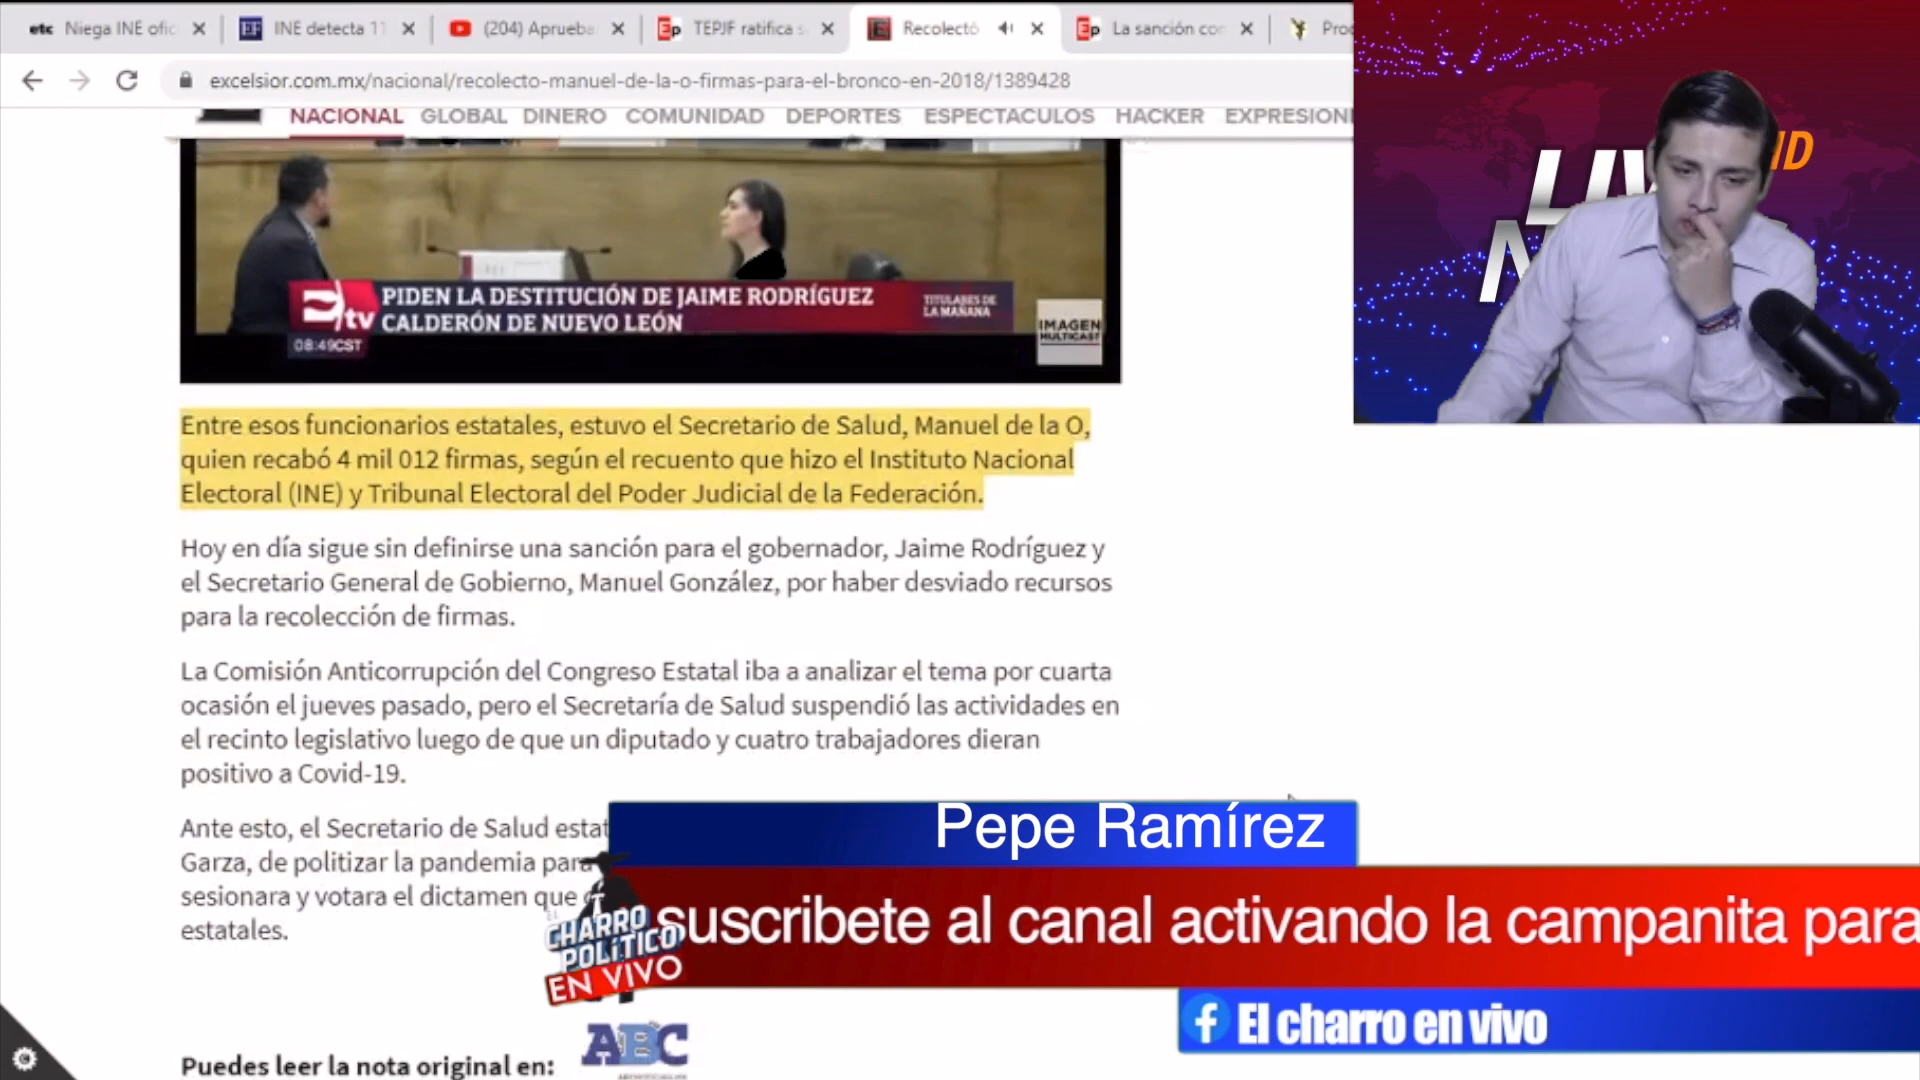 etc Niega INE ofic
EF INE detecta 11
(204) Aprueba
Ep TEPJF ratifica s
Recolectó
Ep La sanción con
Proc
excelsior.com.mx/nacional/recolecto-manuel-de-la-o-firmas-para-el-bronco-en-2018/1389428
NACIONAL GLOBAL DINERO COMUNIDAD DEPORTES ESPECTACULOS HACKER EXPRESION
PIDEN LA DESTITUCIÓN DE JAIME RODRÍGUEZ
CALDERÓN DE NUEVO LEÓN
tv
08:49CST
TITULARES DE
LA MAÑANA
IMAGEN
MULTICAST
Entre esos funcionarios estatales, estuvo el Secretario de Salud, Manuel de la O,
quien recabó 4 mil 012 firmas, según el recuento que hizo el Instituto Nacional
Electoral (INE) y Tribunal Electoral del Poder Judicial de la Federación.
Hoy en día sigue sin definirse una sanción para el gobernador, Jaime Rodríguez y
el Secretario General de Gobierno, Manuel González, por haber desviado recursos
para la recolección de firmas.
La Comisión Anticorrupción del Congreso Estatal iba a analizar el tema por cuarta
ocasión el jueves pasado, pero el Secretaría de Salud suspendió las actividades en
el recinto legislativo luego de que un diputado y cuatro trabajadores dieran
positivo a Covid-19.
Ante esto, el Secretario de Salud estat
Garza, de politizar la pandemia para
sesionara y votara el dictamen que
estatales.
Puedes leer la nota original en:
ABC
Pepe Ramírez
suscribete al canal activando la campanita para
EL
CHARRO
POLÍTICO
EN VIVO
El charro en vivo